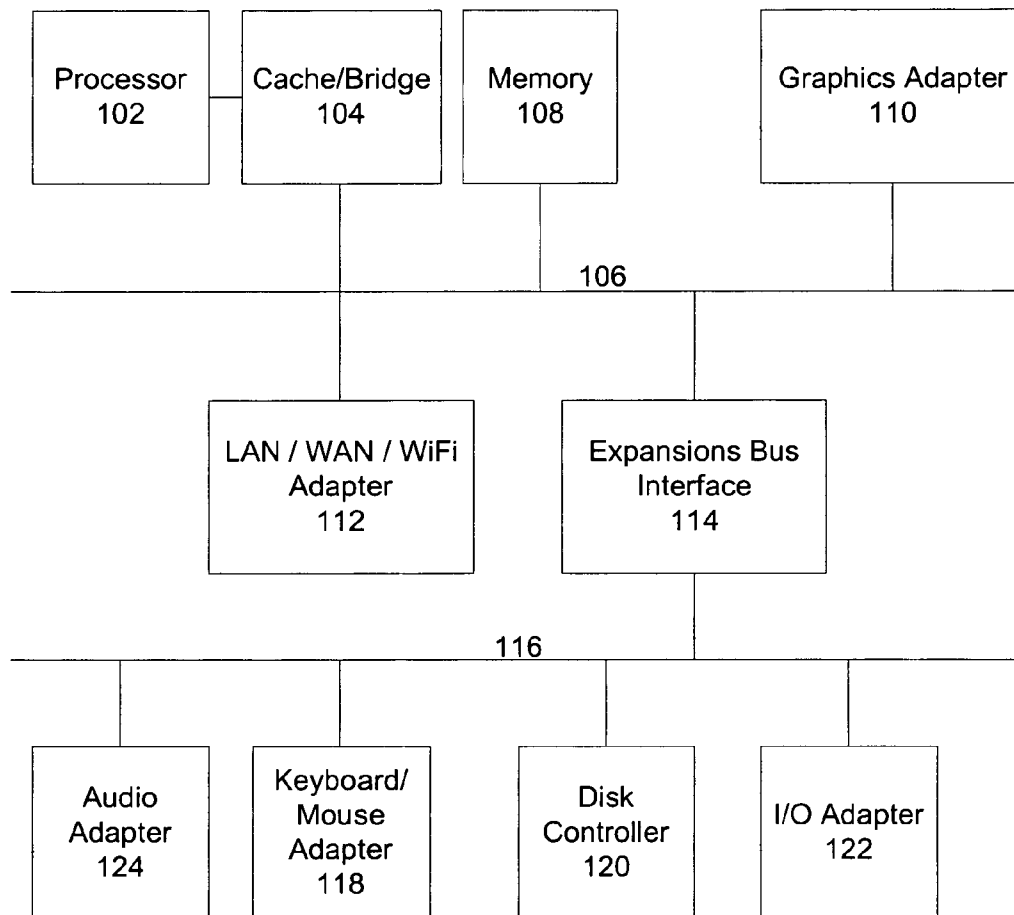 Processor
102
Cache/Bridge
104
Memory
108
Graphics Adapter
110
106
LAN / WAN / WiFi
Adapter
112
Expansions Bus
Interface
114
116
Audio
Adapter
124
Keyboard/
Mouse
Adapter
118
Disk
Controller
120
I/O Adapter
122